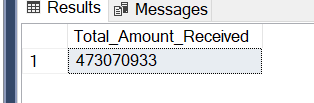 Results Messages
Total_Amount_Received
1 473070933